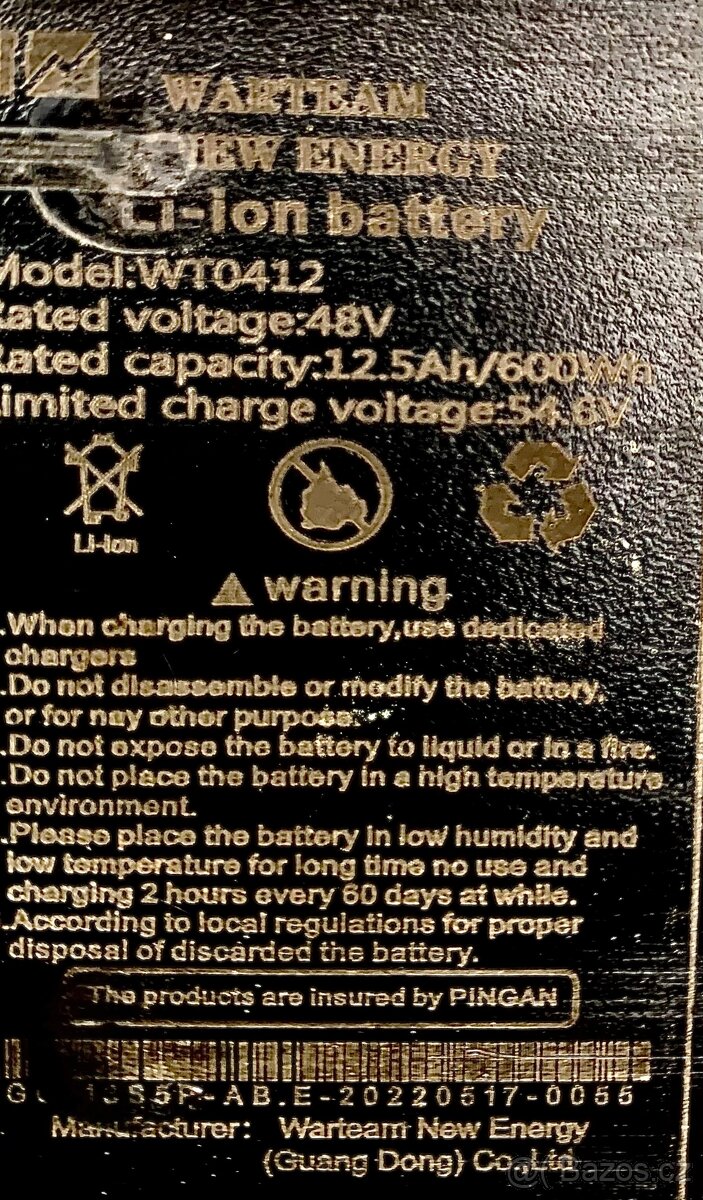 WARTEAM
NEW ENERGY
Li-Ion battery
Model:WT0412
Rated voltage:48V
Rated capacity:12.5Ah/600Wh
Limited charge voltage:54.6V
Li-Ion
warning
.When charging the battery,use dedicated
chargers
.Do not disassemble or modify the battery,
or for nay other purpose.
.Do not expose the battery to liquid or in a fire.
.Do not place the battery in a high temperature
environment.
.Please place the battery in low humidity and
low temperature for long time no use and
charging 2 hours every 60 days at while.
.According to local regulations for proper
disposal of discarded the battery.
The products are insured by PINGAN
13S5P-AB.E-20220517-0055
Manufacturer: Warteam New Energy
(Guang Dong) Co.,Ltd.
Bazos.cz